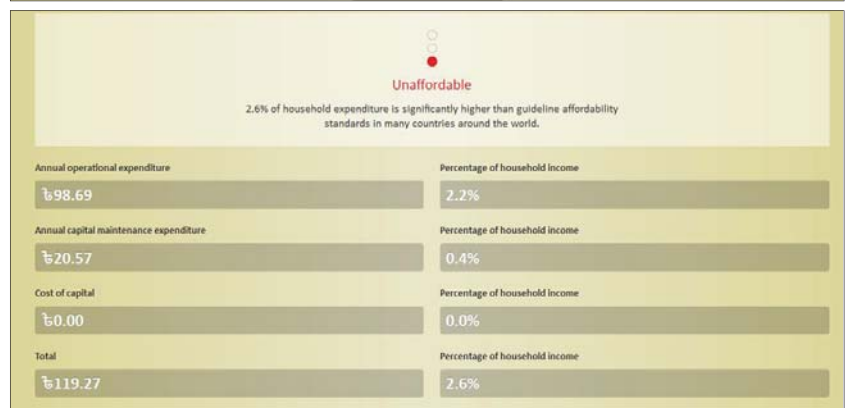 Unaffordable
2.6% of household expenditure is significantly higher than guideline affordability
standards in many countries around the world.
Annual operational expenditure
Percentage of household income
৳98.69
2.2%
Annual capital maintenance expenditure
Percentage of household income
৳20.57
0.4%
Cost of capital
Percentage of household income
৳0.00
0.0%
Total
Percentage of household income
৳119.27
2.6%